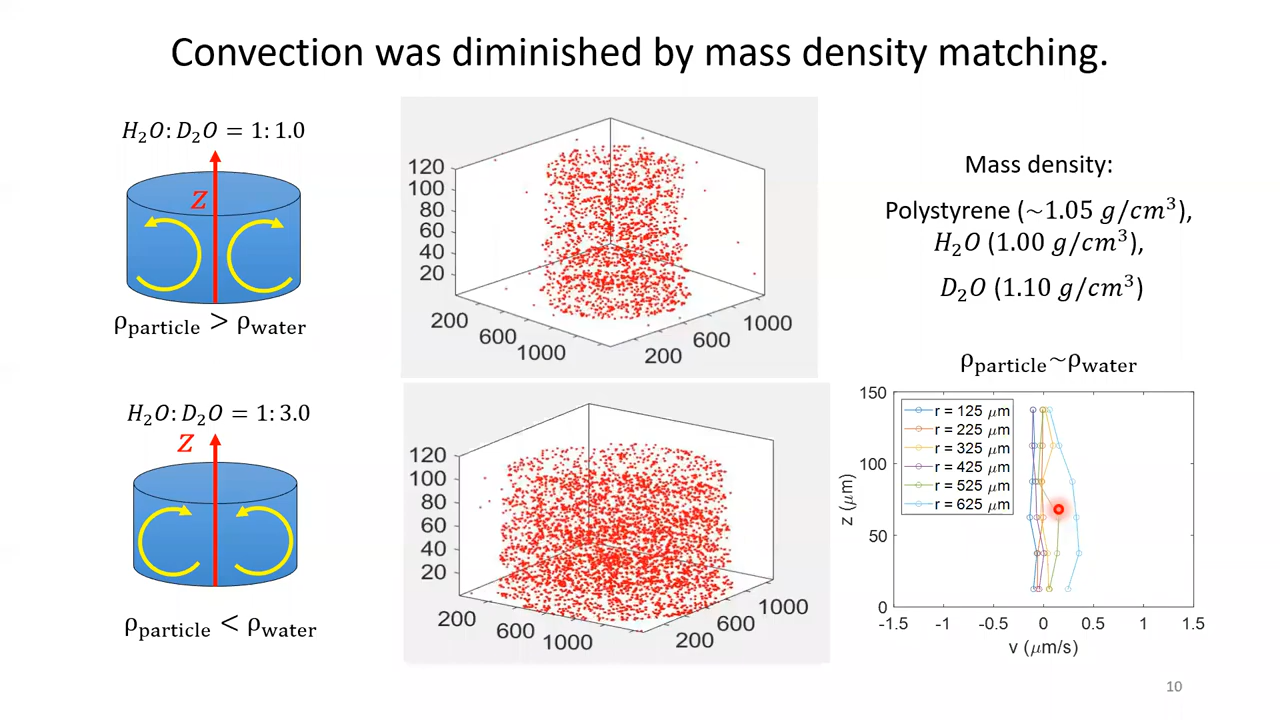 Convection was diminished by mass density matching.
H₂O: D₂O = 1: 1.0
Z
ρparticle > ρwater
H₂O: D₂O = 1: 3.0
Z
ρparticle < ρwater
120
100
80
60
40
20
200
600
1000
200
600
1000
120
100
80
60
40
20
200
600
1000
200
600
1000
Mass density:
Polystyrene (~1.05 g/cm³),
H₂O (1.00 g/cm³),
D₂O (1.10 g/cm³)
ρparticle~ρwater
150
100
50
0
z (μm)
r = 125 μm
r = 225 μm
r = 325 μm
r = 425 μm
r = 525 μm
r = 625 μm
-1.5 -1 -0.5 0 0.5 1 1.5
v (μm/s)
10